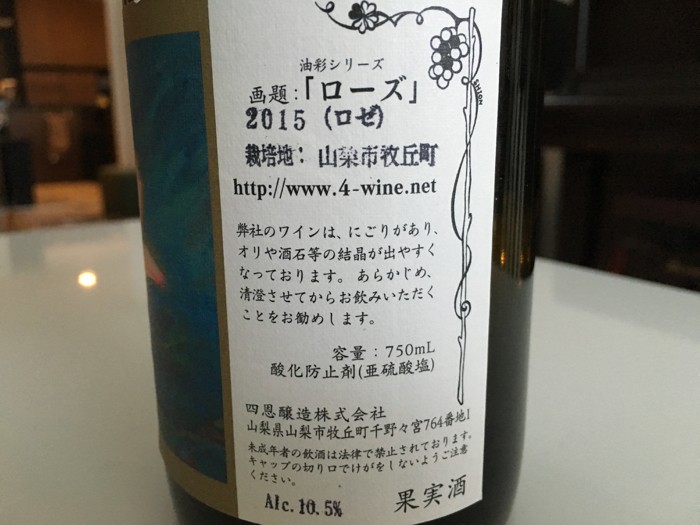 油彩シリーズ
画題:「ローズ」
2015 (ロゼ)
栽培地: 山梨市牧丘町
http://www.4-wine.net
弊社のワインは、にごりがあり、
オリや酒石等の結晶が出やすく
なっております。あらかじめ、
清澄させてからお飲みいただく
ことをお勧めします。
容量:750mL
酸化防止剤(亜硫酸塩)
四恩醸造株式会社
山梨県山梨市牧丘町千野々宮764番地1
未成年者の飲酒は法律で禁止されております。
キャップの切り口でけがをしないようご注意
ください。
Alc. 10.5%
果実酒